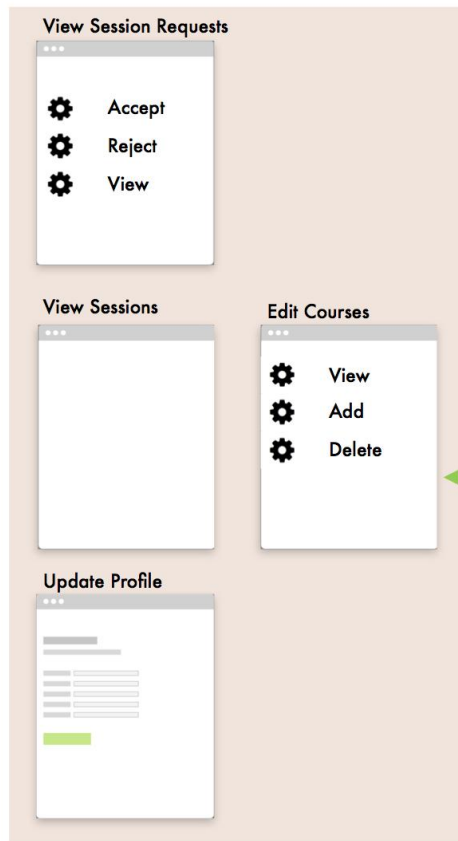 View Session Requests
Accept
Reject
View
View Sessions
Edit Courses
View
Add
Delete
Update Profile